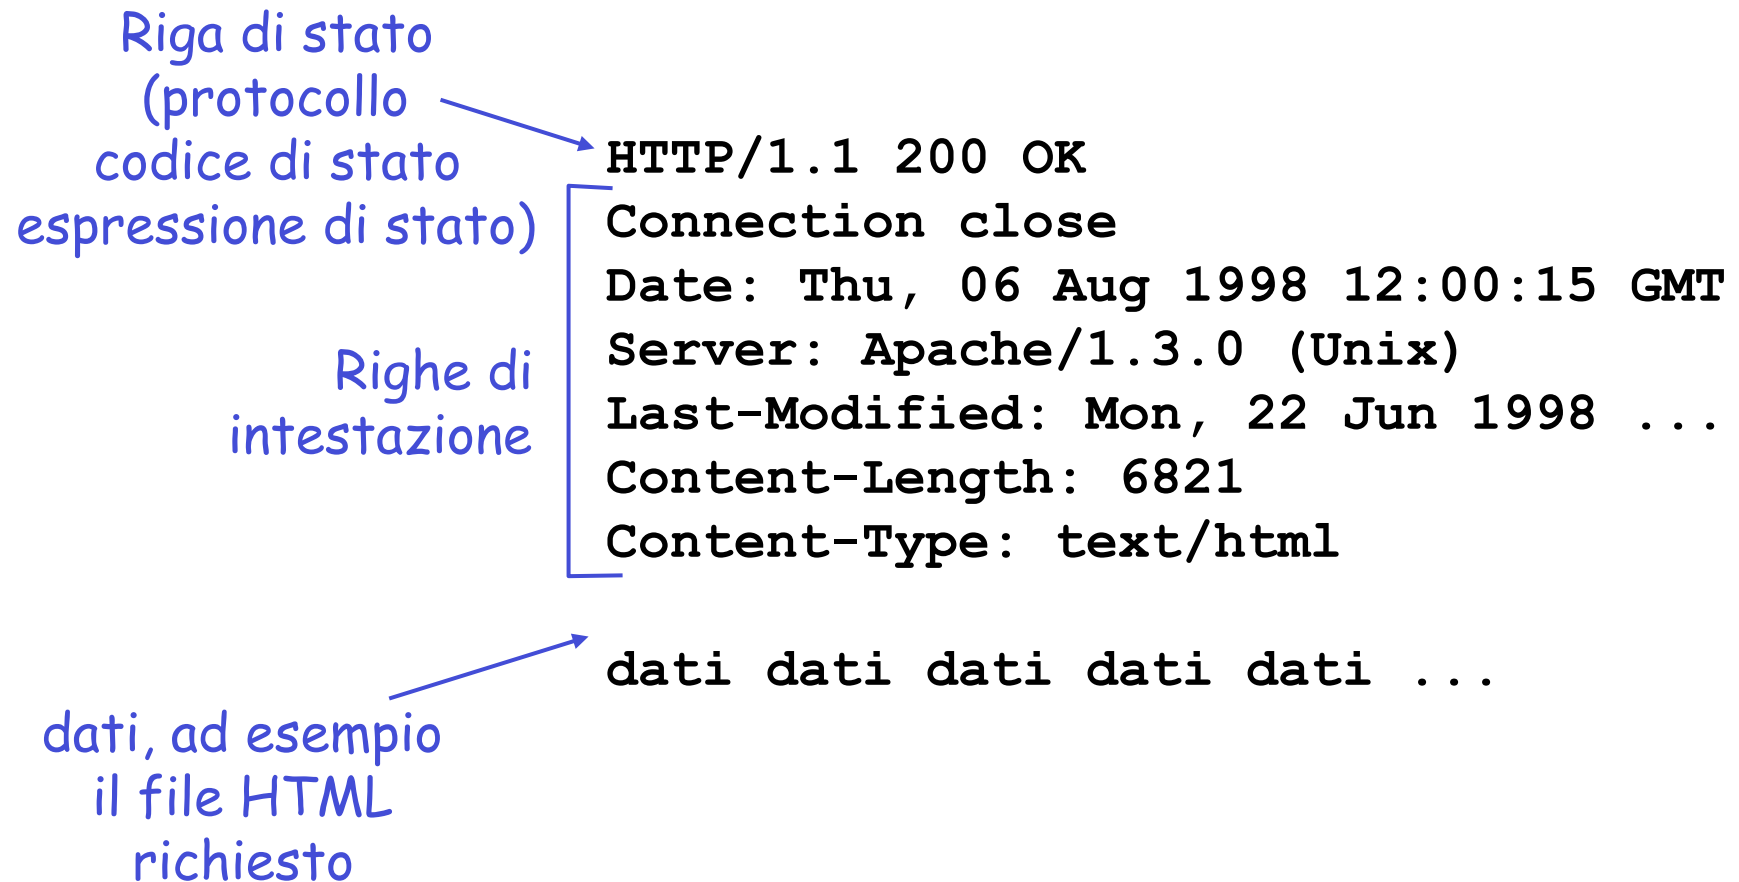 Riga di stato
(protocollo
codice di stato
espressione di stato)
HTTP/1.1 200 OK
Connection close
Date: Thu, 06 Aug 1998 12:00:15 GMT
Server: Apache/1.3.0 (Unix)
Last-Modified: Mon, 22 Jun 1998 ...
Content-Length: 6821
Content-Type: text/html
Righe di
intestazione
dati dati dati dati dati ...
dati, ad esempio
il file HTML
richiesto